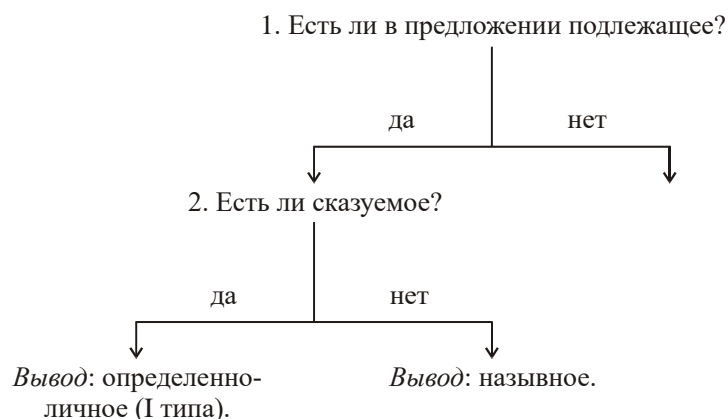 1. Есть ли в предложении подлежащее?
да
нет
2. Есть ли сказуемое?
да
нет
Вывод: определенно-
личное (I типа).
Вывод: назывное.